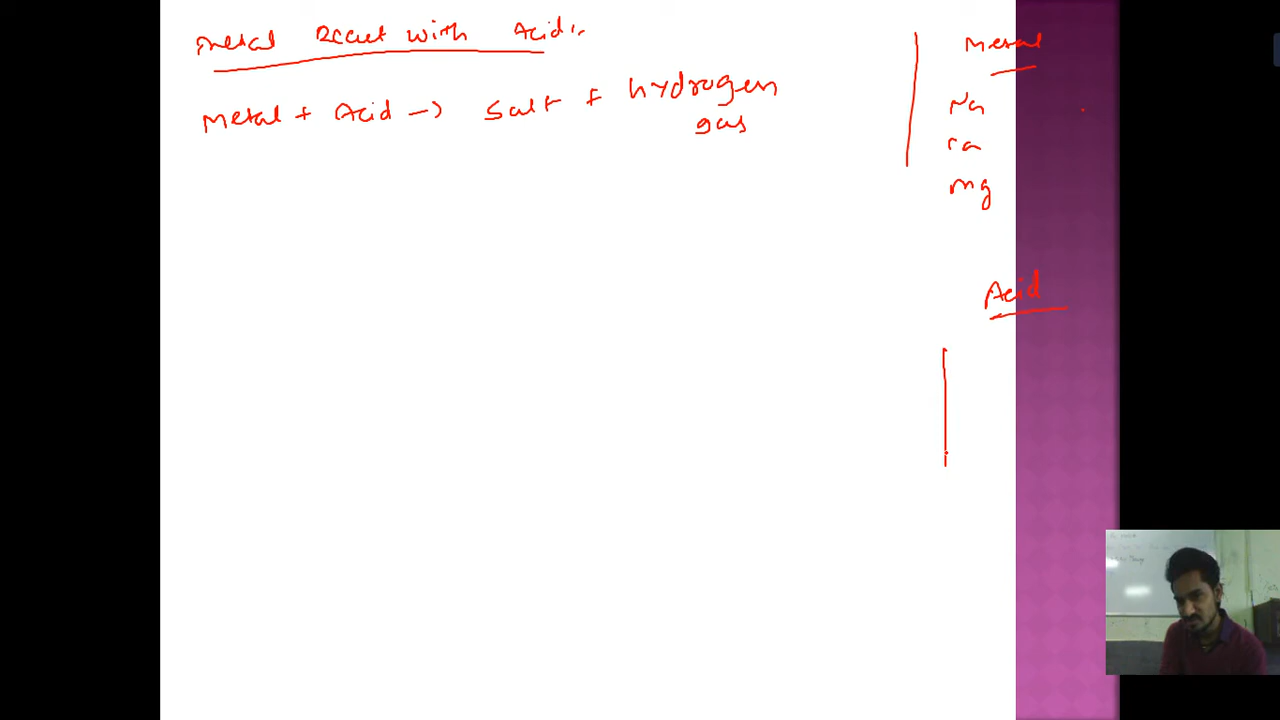 Metal React with Acid:
Metal + Acid → Salt + hydrogen
gas
Metal
Na
Ca
Mg
Acid